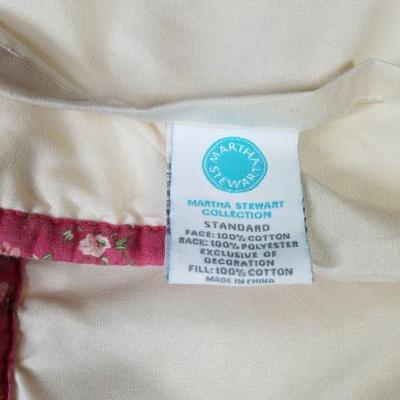 MARTHA
STEWART
MARTHA STEWART
COLLECTION
STANDARD
FACE: 100% COTTON
BACK: 100% POLYESTER
EXCLUSIVE OF
DECORATION
FILL: 100% COTTON
MADE IN CHINA